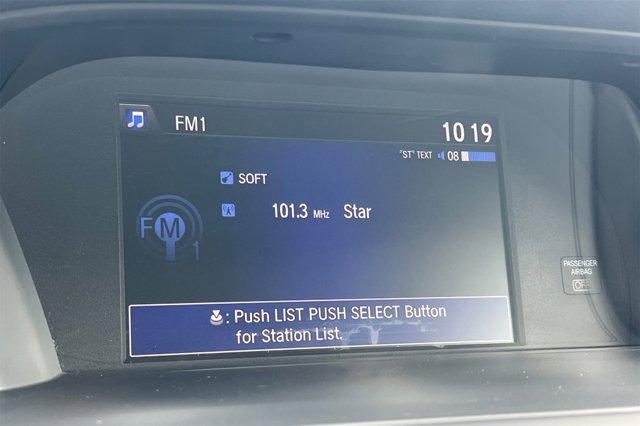 FM1
10 19
°ST° TEXT 08
SOFT
FM 1
101.3 MHz Star
: Push LIST PUSH SELECT Button
for Station List.
PASSENGER
AIRBAG
OFF